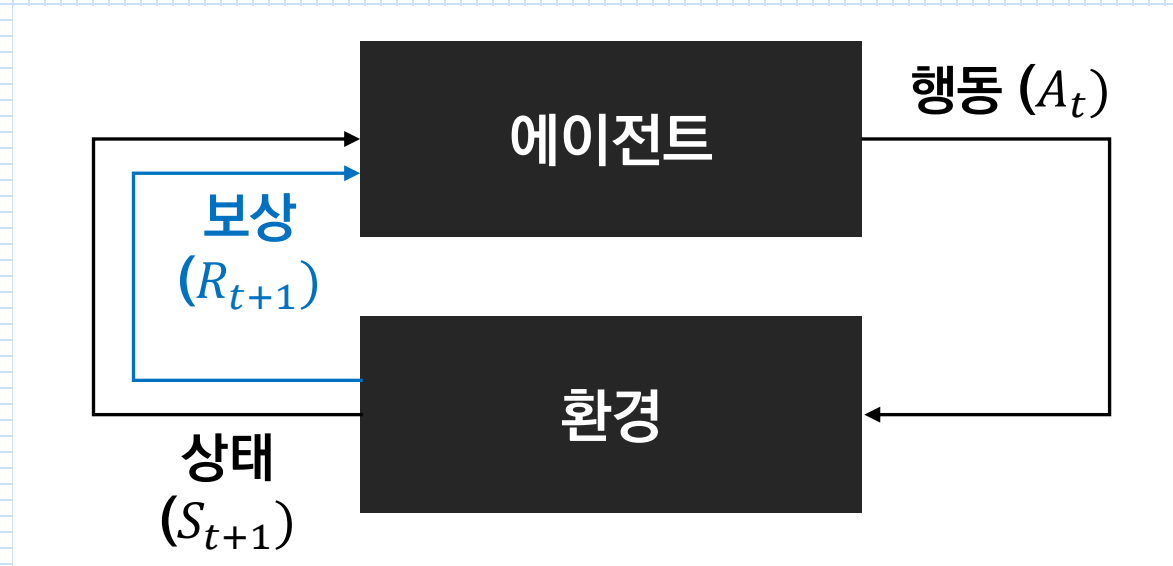 에이전트
행동 (A_t)
보상
(R_{t+1})
환경
상태
(S_{t+1})